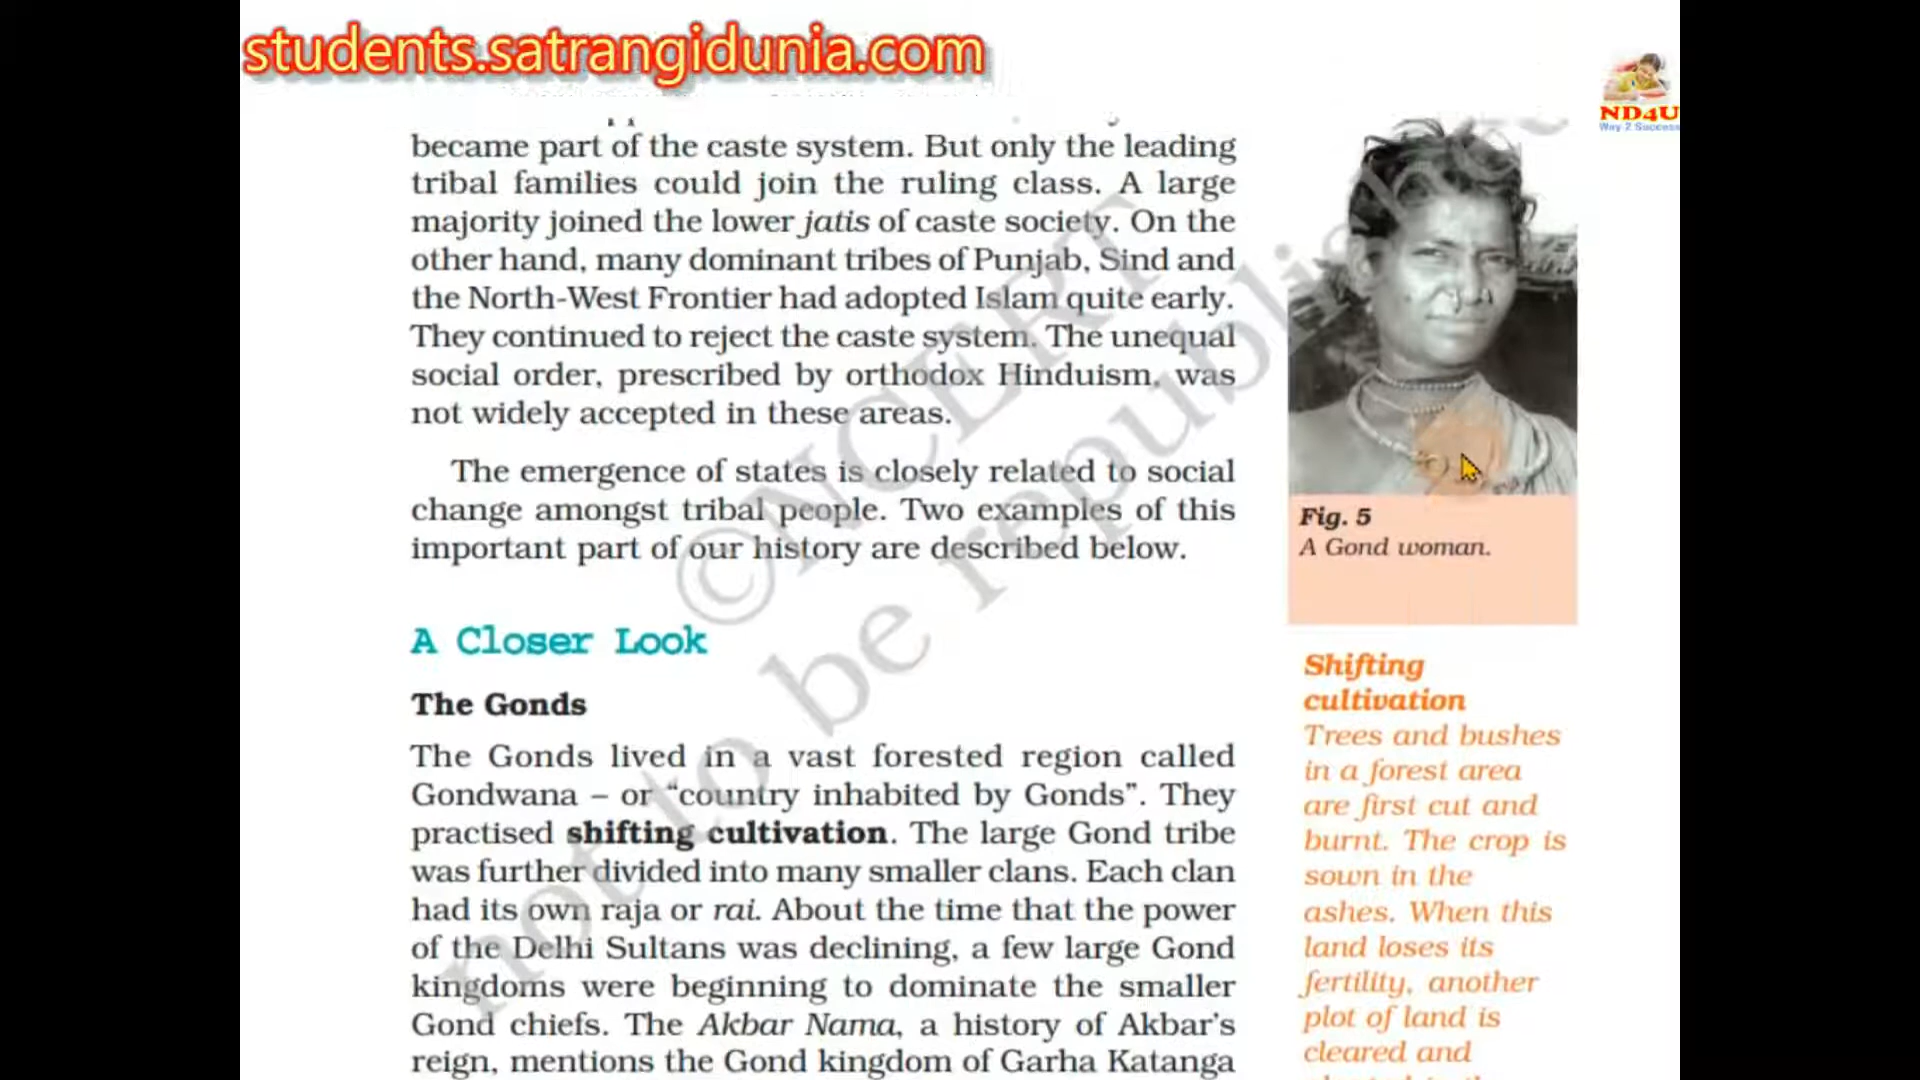 students.satrangidunia.com
ND4U
Way 2 Success
became part of the caste system. But only the leading
tribal families could join the ruling class. A large
majority joined the lower jatis of caste society. On the
other hand, many dominant tribes of Punjab, Sind and
the North-West Frontier had adopted Islam quite early.
They continued to reject the caste system. The unequal
social order, prescribed by orthodox Hinduism, was
not widely accepted in these areas.
The emergence of states is closely related to social
change amongst tribal people. Two examples of this
important part of our history are described below.
A Closer Look
The Gonds
The Gonds lived in a vast forested region called
Gondwana – or “country inhabited by Gonds”. They
practised shifting cultivation. The large Gond tribe
was further divided into many smaller clans. Each clan
had its own raja or rai. About the time that the power
of the Delhi Sultans was declining, a few large Gond
kingdoms were beginning to dominate the smaller
Gond chiefs. The Akbar Nama, a history of Akbar’s
reign, mentions the Gond kingdom of Garha Katanga
Fig. 5
A Gond woman.
Shifting
cultivation
Trees and bushes
in a forest area
are first cut and
burnt. The crop is
sown in the
ashes. When this
land loses its
fertility, another
plot of land is
cleared and
©NCERT
not to be republished